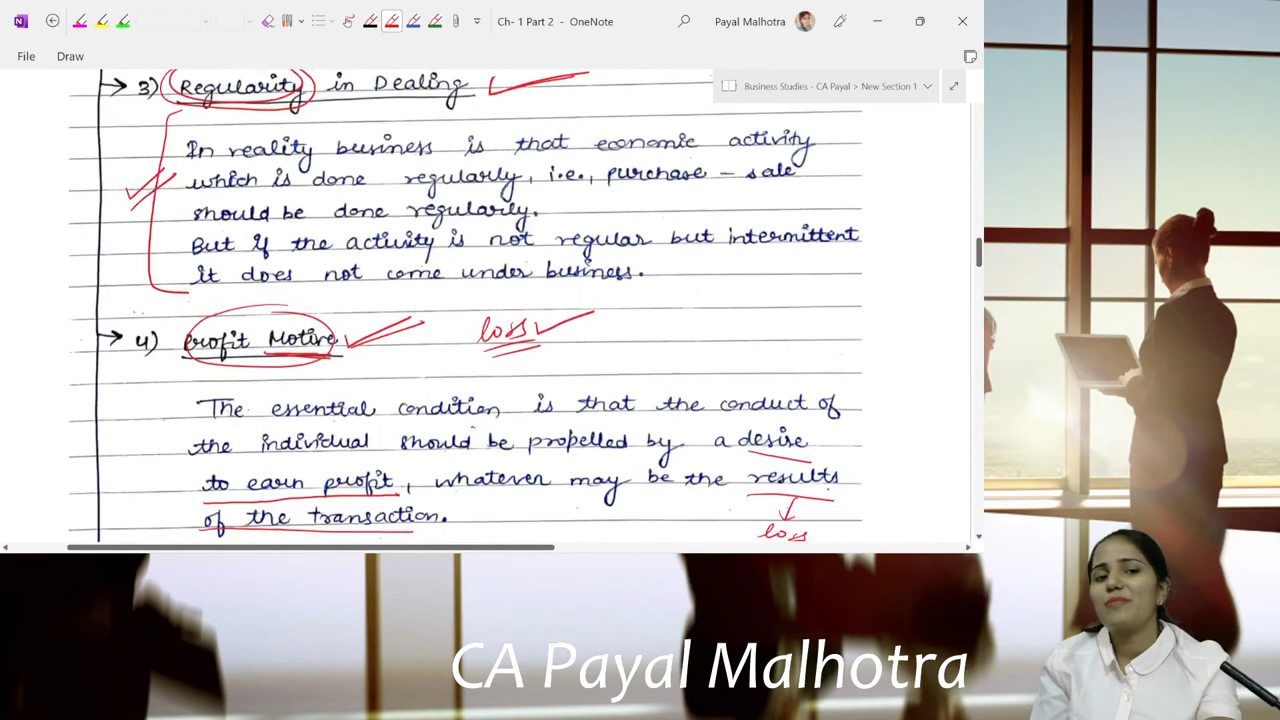 Ch- 1 Part 2 - OneNote
Payal Malhotra
File
Draw
Business Studies - CA Payal > New Section 1
3) Regularity in Dealing
In reality business is that economic activity
which is done regularly, i.e., purchase - sale
should be done regularly.
But if the activity is not regular but intermittent
it does not come under business.
4) Profit Motive
loss
The essential condition is that the conduct of
the individual should be propelled by a desire
to earn profit, whatever may be the results
of the transaction.
loss
CA Payal Malhotra